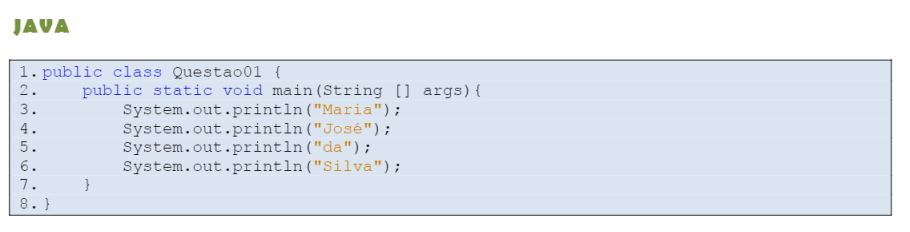 JAVA
1. public class Questao01 {
2.     public static void main(String [] args){
3.         System.out.println("Maria");
4.         System.out.println("José");
5.         System.out.println("da");
6.         System.out.println("Silva");
7.     }
8. }